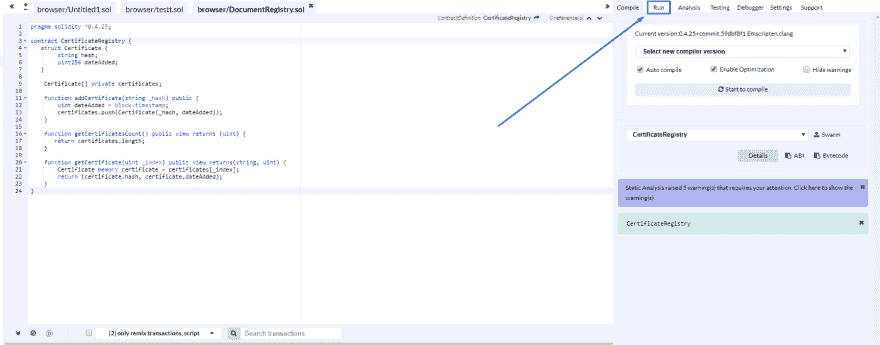 browser/Untitled1.sol browser/testt.sol browser/DocumentRegistry.sol
ContractDefinition CertificateRegistry 0 reference(s)
1 pragma solidity ^0.4.25;
2
3 contract CertificateRegistry {
4 struct Certificate {
5 string hash;
6 uint256 dateAdded;
7 }
8
9 Certificate[] private certificates;
10
11 function addCertificate(string _hash) public {
12 uint dateAdded = block.timestamp;
13 certificates.push(Certificate(_hash, dateAdded));
14 }
15
16 function getCertificatesCount() public view returns (uint) {
17 return certificates.length;
18 }
19
20 function getCertificate(uint _index) public view returns(string, uint) {
21 Certificate memory certificate = certificates[_index];
22 return (certificate.hash, certificate.dateAdded);
23 }
24 }
[2] only remix transactions, script
Search transactions
Compile Run Analysis Testing Debugger Settings Support
Current version:0.4.25+commit.59dbf8f1.Emscripten.clang
Select new compiler version
Auto compile Enable Optimization Hide warnings
Start to compile
CertificateRegistry Swarm
Details ABI Bytecode
Static Analysis raised 5 warning(s) that requires your attention. Click here to show the
warning(s).
CertificateRegistry